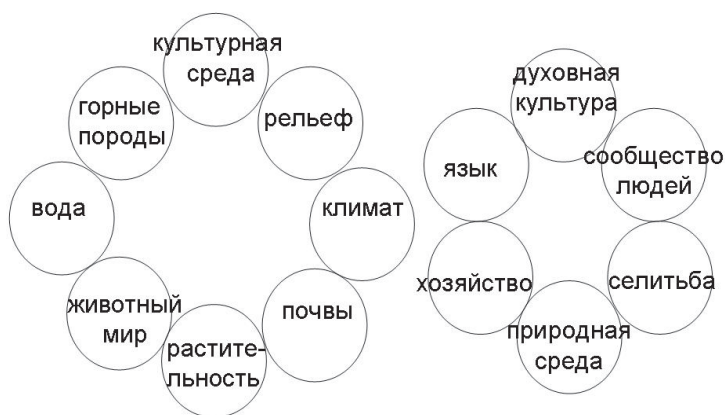 культурная
среда
рельеф
климат
почвы
растите-
льность
животный
мир
вода
горные
породы
духовная
культура
сообщество
людей
селитьба
природная
среда
хозяйство
язык